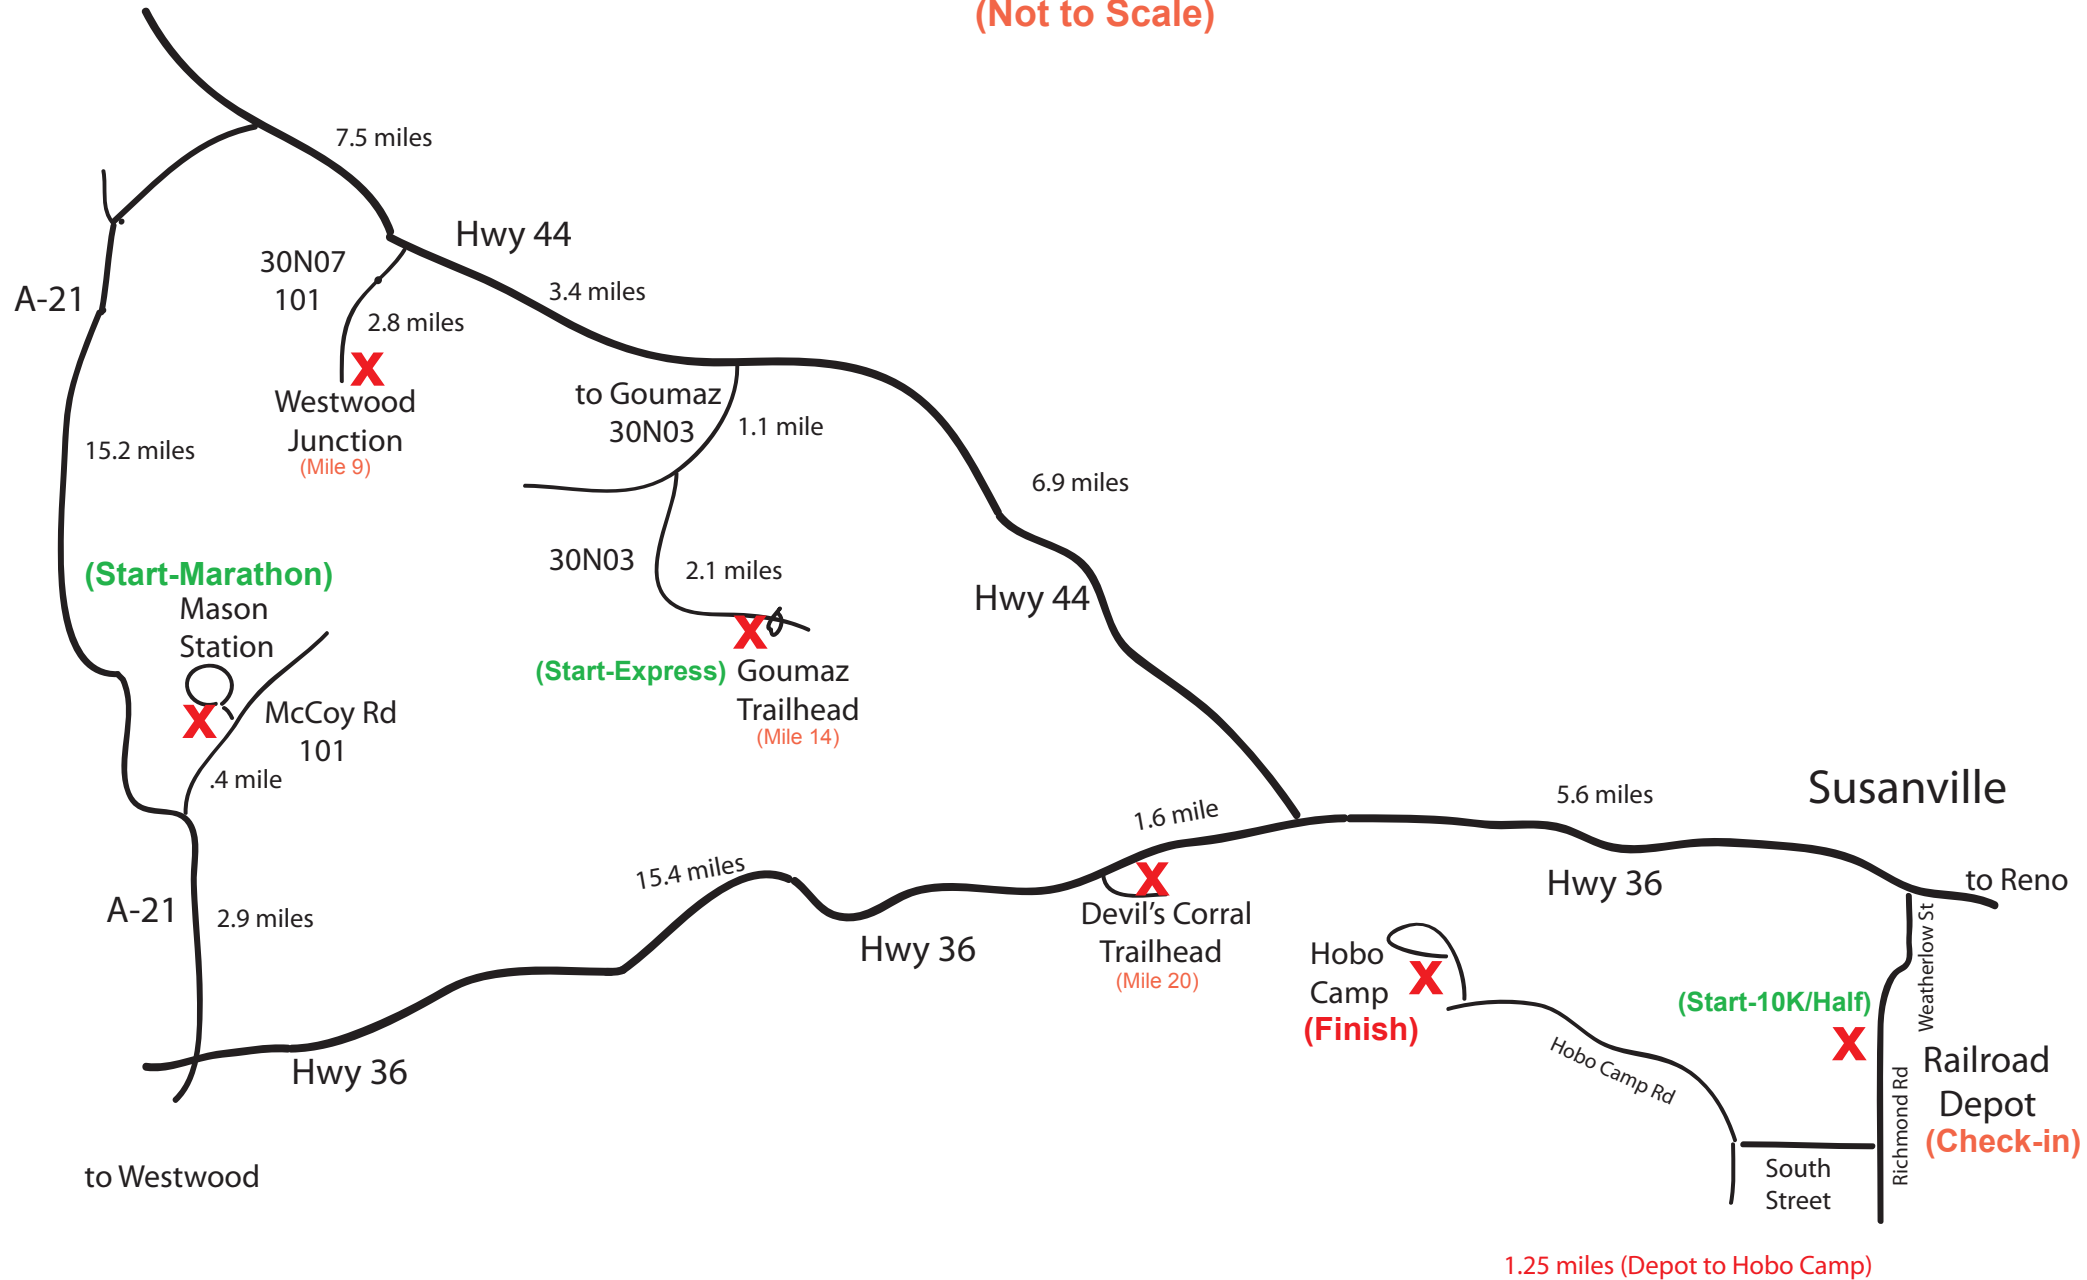 (Not to Scale)
7.5 miles
Hwy 44
30N07
101
A-21
3.4 miles
2.8 miles
Westwood
Junction
(Mile 9)
to Goumaz
30N03
1.1 mile
15.2 miles
6.9 miles
30N03
2.1 miles
(Start-Marathon)
Mason
Station
Hwy 44
(Start-Express)
Goumaz
Trailhead
(Mile 14)
McCoy Rd
101
.4 mile
Susanville
5.6 miles
1.6 mile
15.4 miles
Hwy 36
to Reno
A-21
2.9 miles
Devil's Corral
Trailhead
(Mile 20)
Hwy 36
Hobo
Camp
(Finish)
Weatherlow St
(Start-10K/Half)
Hobo Camp Rd
Railroad
Depot
(Check-in)
Richmond Rd
Hwy 36
to Westwood
South
Street
1.25 miles (Depot to Hobo Camp)
X
X
X
X
X
X